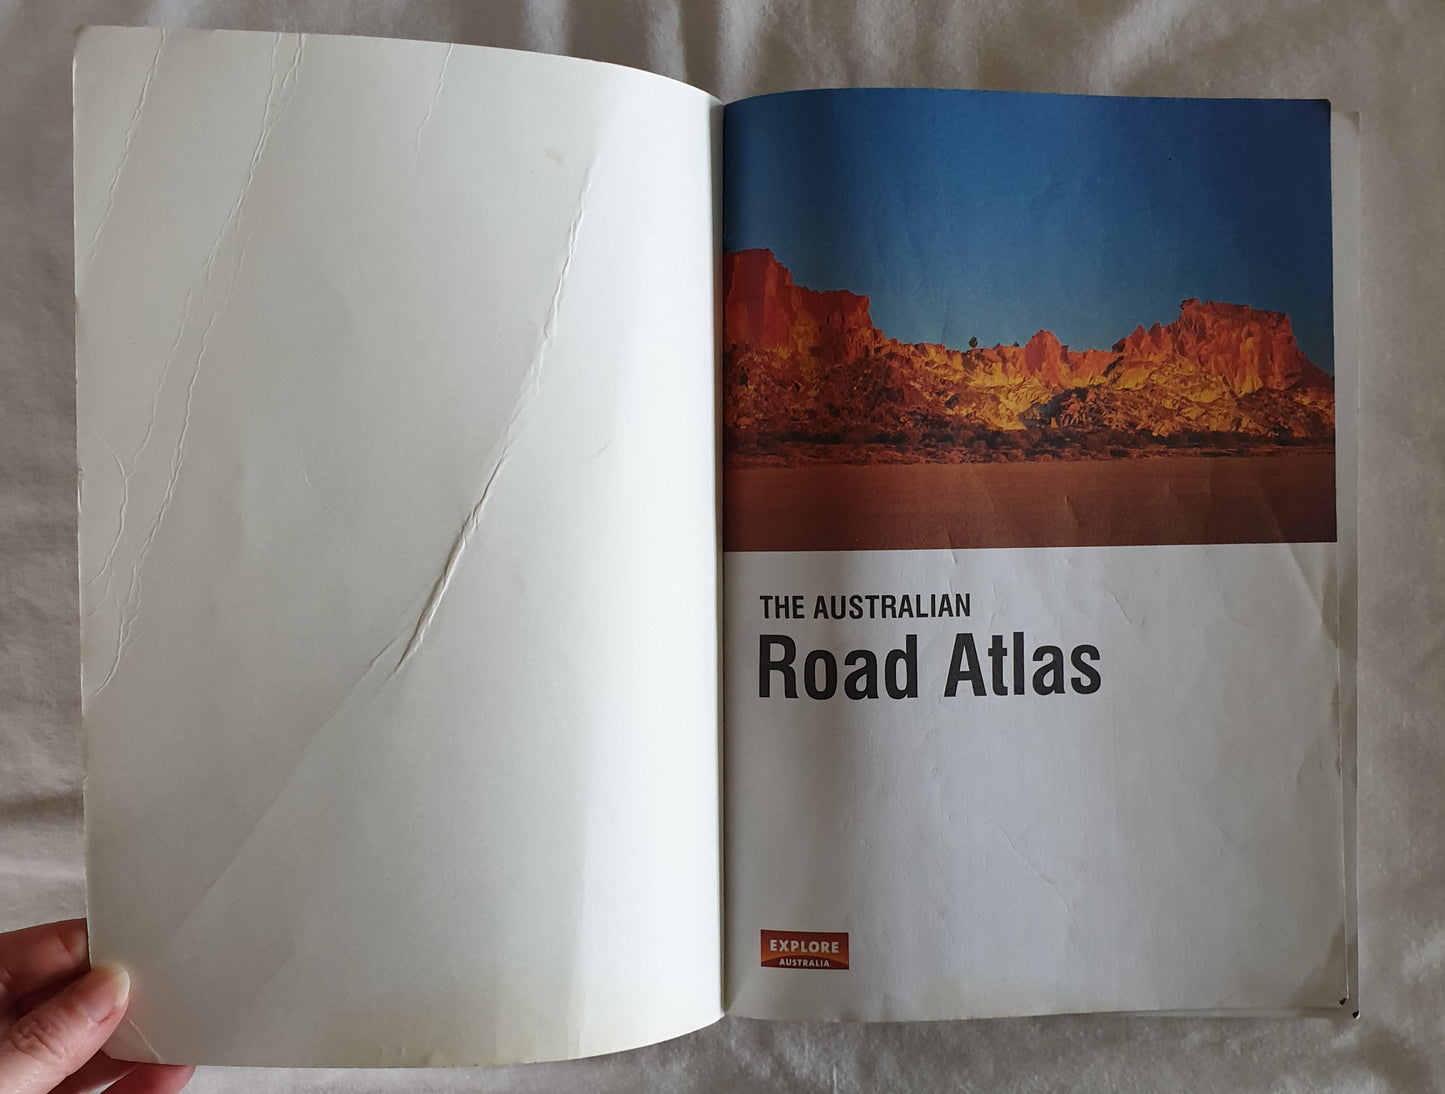 THE AUSTRALIAN
Road Atlas
EXPLORE
AUSTRALIA